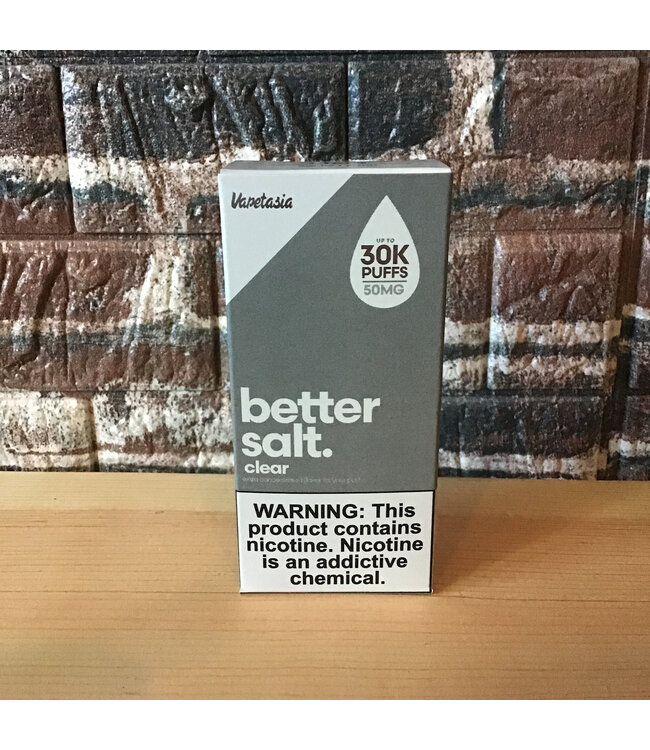 Vapetasia
UP TO
30K
PUFFS
50MG
better
salt.
clear
WARNING: This
product contains
nicotine. Nicotine
is an addictive
chemical.